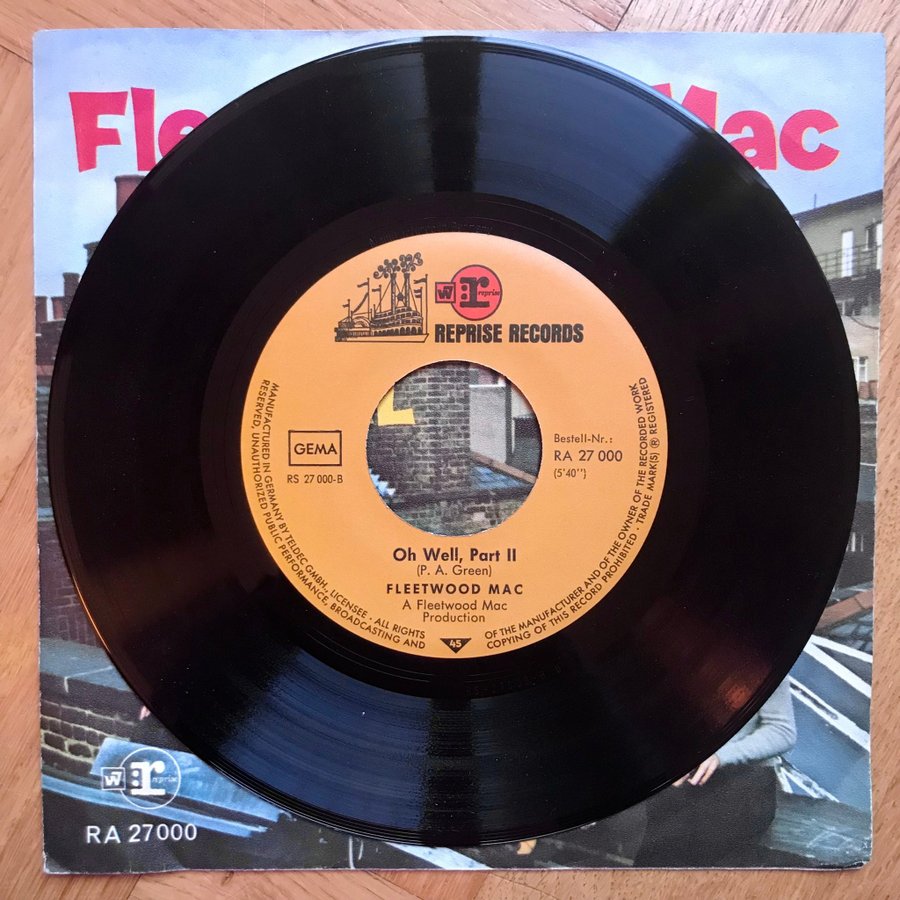 Fle
Mac
W
r
reprise
REPRISE RECORDS
GEMA
RS 27 000-B
Bestell-Nr.:
RA 27 000
(5'40'')
Oh Well, Part II
(P. A. Green)
FLEETWOOD MAC
A Fleetwood Mac
Production
45
MANUFACTURED IN GERMANY BY TELDEC GMBH., LICENSEE · ALL RIGHTS
RESERVED, UNAUTHORIZED PUBLIC PERFORMANCE, BROADCASTING AND
COPYING OF THIS RECORD PROHIBITED · TRADE MARK(S) ® REGISTERED
OF THE MANUFACTURER AND OF THE OWNER OF THE RECORDED WORK
W
r
reprise
RA 27000